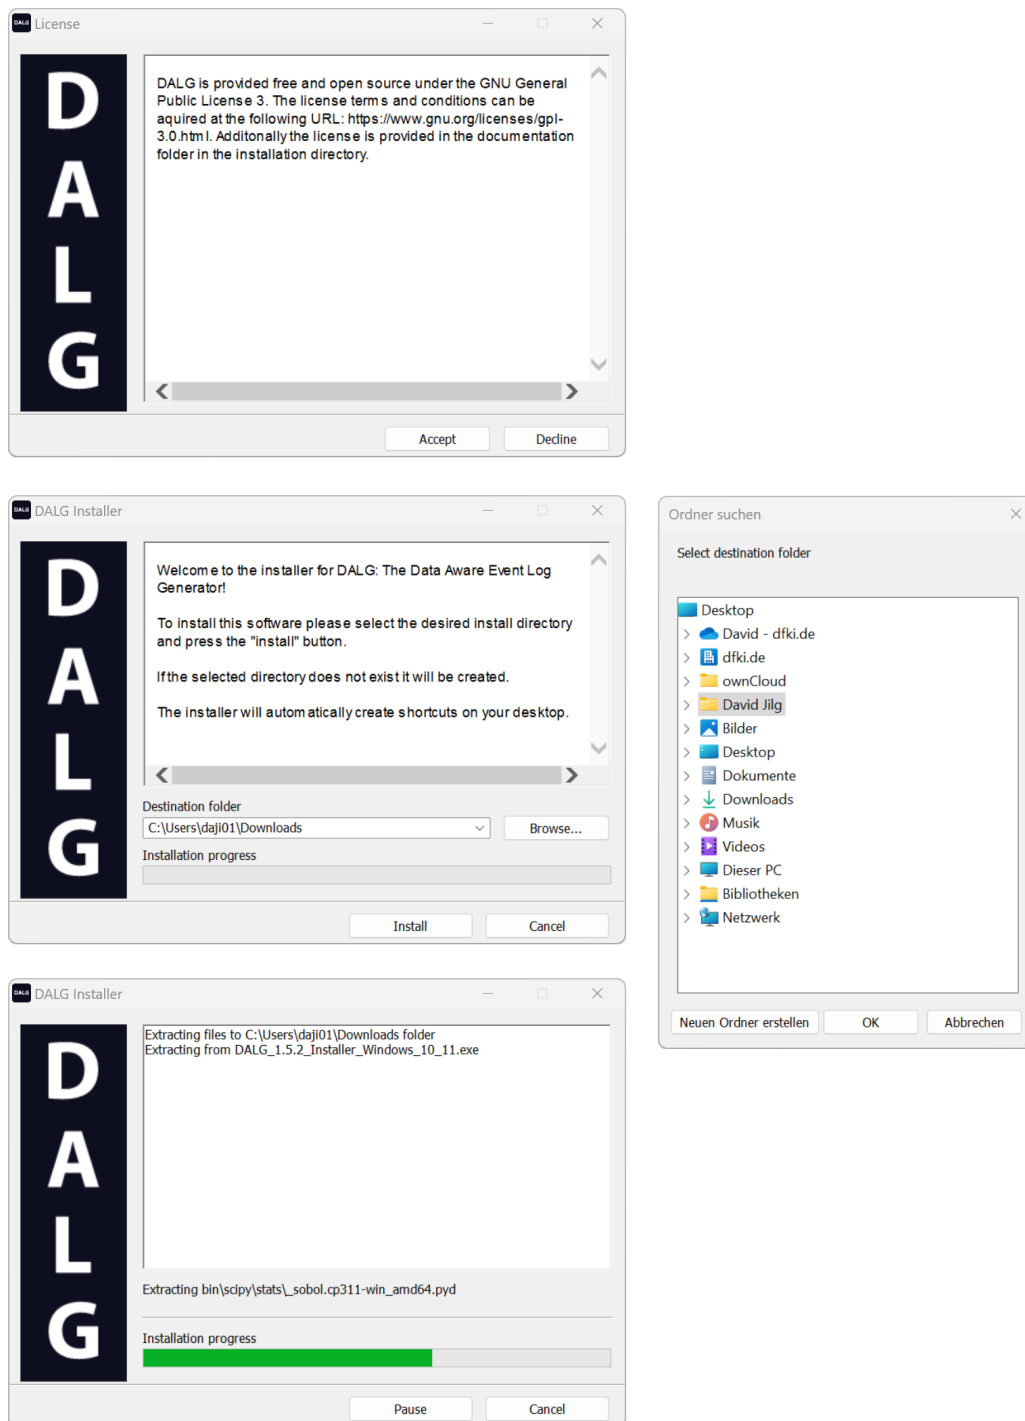 DALG License
D
A
L
G
DALG is provided free and open source under the GNU General
Public License 3. The license terms and conditions can be
aquired at the following URL: https://www.gnu.org/licenses/gpl-
3.0.html. Additonally the license is provided in the documentation
folder in the installation directory.
Accept Decline
DALG DALG Installer
D
A
L
G
Welcome to the installer for DALG: The Data Aware Event Log
Generator!
To install this software please select the desired install directory
and press the "install" button.
If the selected directory does not exist it will be created.
The installer will automatically create shortcuts on your desktop.
Destination folder
C:\Users\daji01\Downloads Browse...
Installation progress
Install Cancel
Ordner suchen
Select destination folder
Desktop
David - dfki.de
dfki.de
ownCloud
David Jilg
Bilder
Desktop
Dokumente
Downloads
Musik
Videos
Dieser PC
Bibliotheken
Netzwerk
Neuen Ordner erstellen OK Abbrechen
DALG DALG Installer
D
A
L
G
Extracting files to C:\Users\daji01\Downloads folder
Extracting from DALG_1.5.2_Installer_Windows_10_11.exe
Extracting bin\scipy\stats\_sobol.cp311-win_amd64.pyd
Installation progress
Pause Cancel